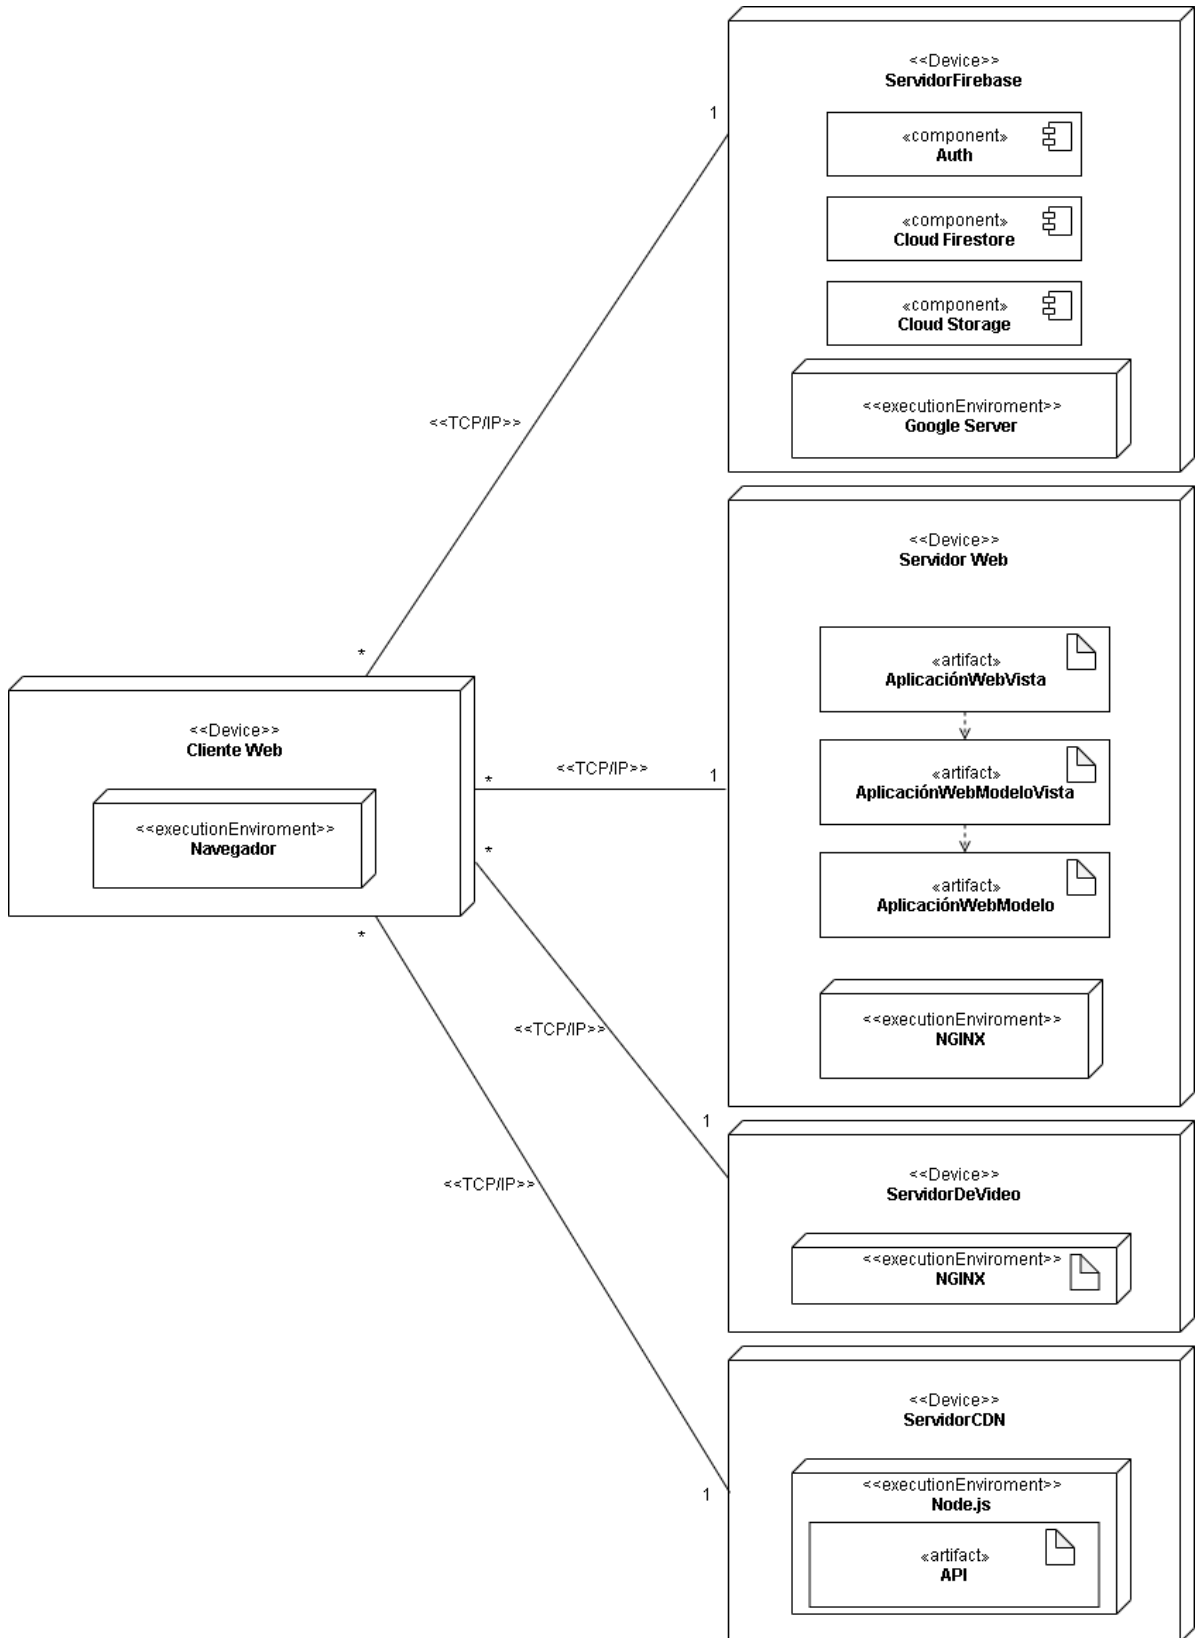 <<Device>>
ServidorFirebase
1
«component»
Auth
«component»
Cloud Firestore
«component»
Cloud Storage
<<executionEnviroment>>
Google Server
<<TCP/IP>>
*
<<Device>>
Servidor Web
«artifact»
AplicaciónWebVista
«artifact»
AplicaciónWebModeloVista
«artifact»
AplicaciónWebModelo
<<executionEnviroment>>
NGINX
<<Device>>
Cliente Web
<<executionEnviroment>>
Navegador
*
<<TCP/IP>>
1
*
*
<<TCP/IP>>
1
<<TCP/IP>>
1
<<Device>>
ServidorDeVideo
<<executionEnviroment>>
NGINX
<<Device>>
ServidorCDN
<<executionEnviroment>>
Node.js
«artifact»
API